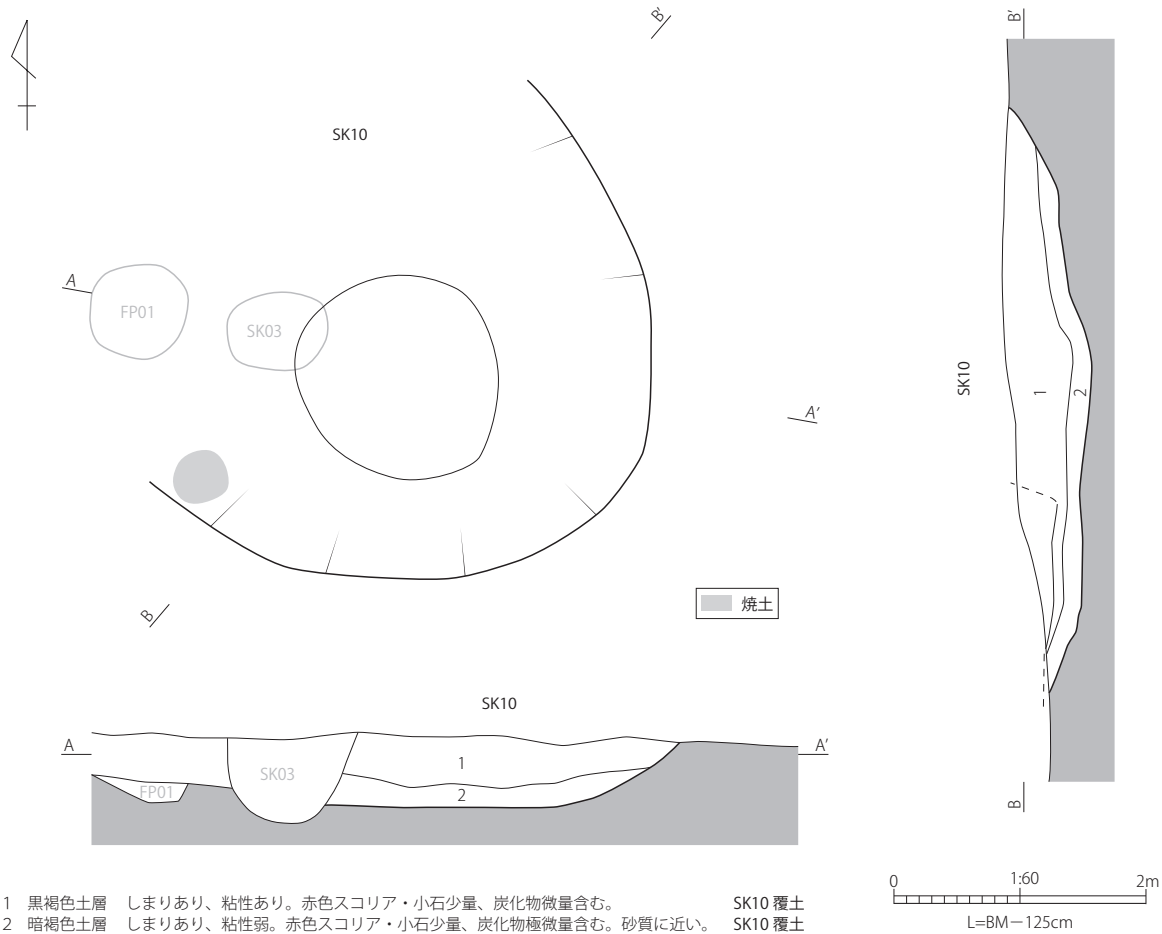 B'
SK10
A
FP01
SK03
A'
B
焼土
SK10
A
A'
SK03
1
FP01
2
B'
SK10
1
2
B
0
1:60
2m
L=BM−125cm
1 黒褐色土層 しまりあり、粘性あり。赤色スコリア・小石少量、炭化物微量含む。 SK10 覆土
2 暗褐色土層 しまりあり、粘性弱。赤色スコリア・小石少量、炭化物極微量含む。砂質に近い。 SK10 覆土